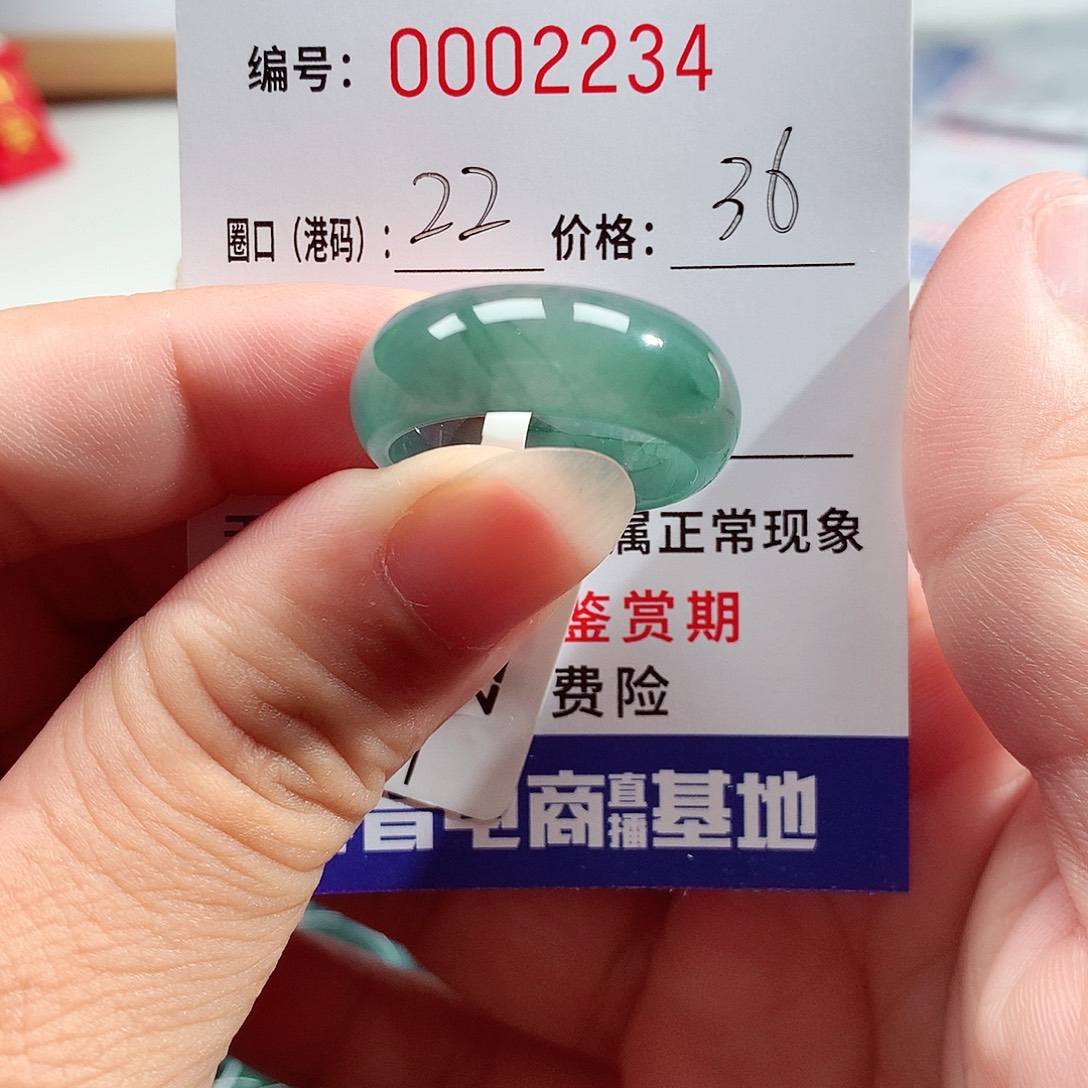 编号：0002234
圈口（港码）：22 价格：36
属正常现象
鉴赏期
费险
电商直播基地